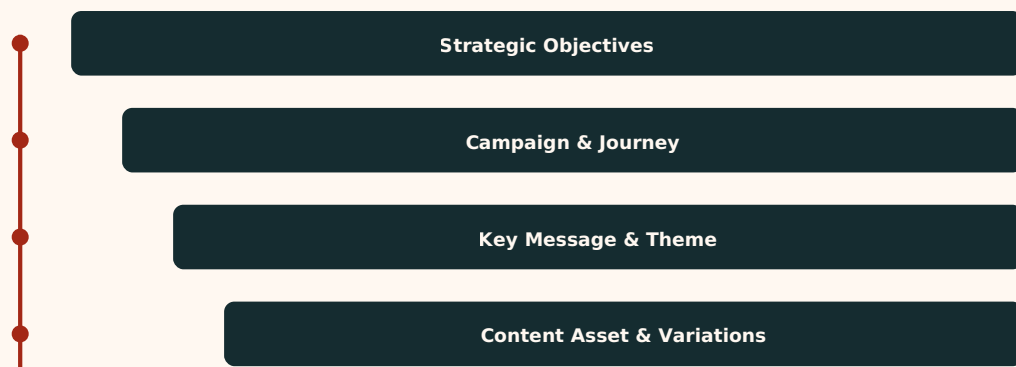 Strategic Objectives
Campaign & Journey
Key Message & Theme
Content Asset & Variations